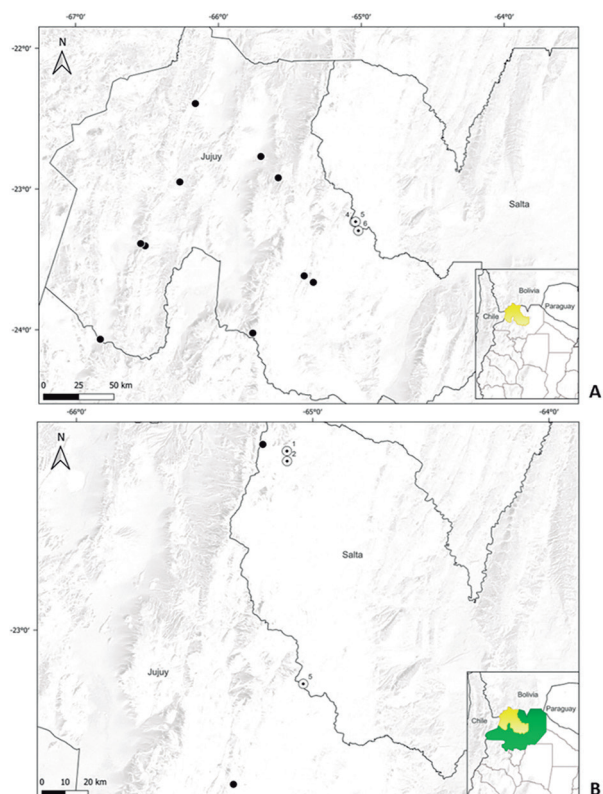 -67°0' -66°0' -65°0' -64°0'
-22°0'
N
Jujuy
-23°0'
Salta
4 5
6
Bolivia
Chile
Paraguay
-24°0'
0 25 50 km
A
-66°0' -65°0' -64°0'
N
1
2
Salta
-23°0'
Jujuy
5
Bolivia
Paraguay
Chile
0 10 20 km
B